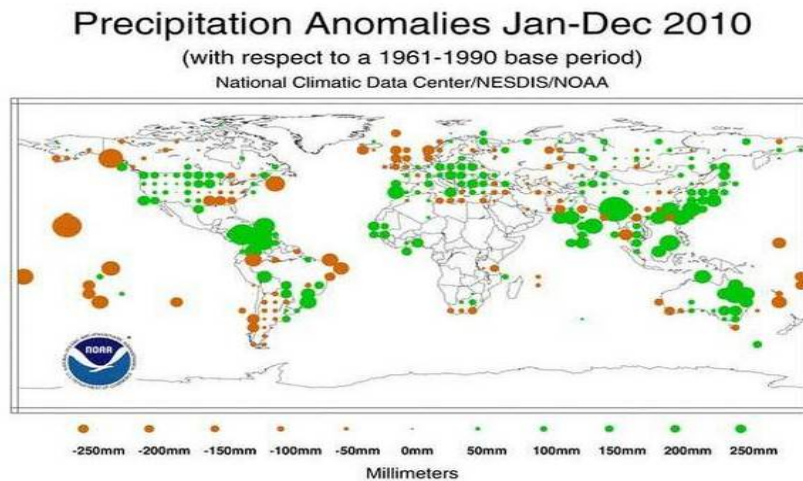 Precipitation Anomalies Jan-Dec 2010
(with respect to a 1961-1990 base period)
National Climatic Data Center/NESDIS/NOAA
NOAA
-250mm -200mm -150mm -100mm -50mm 0mm 50mm 100mm 150mm 200mm 250mm
Millimeters